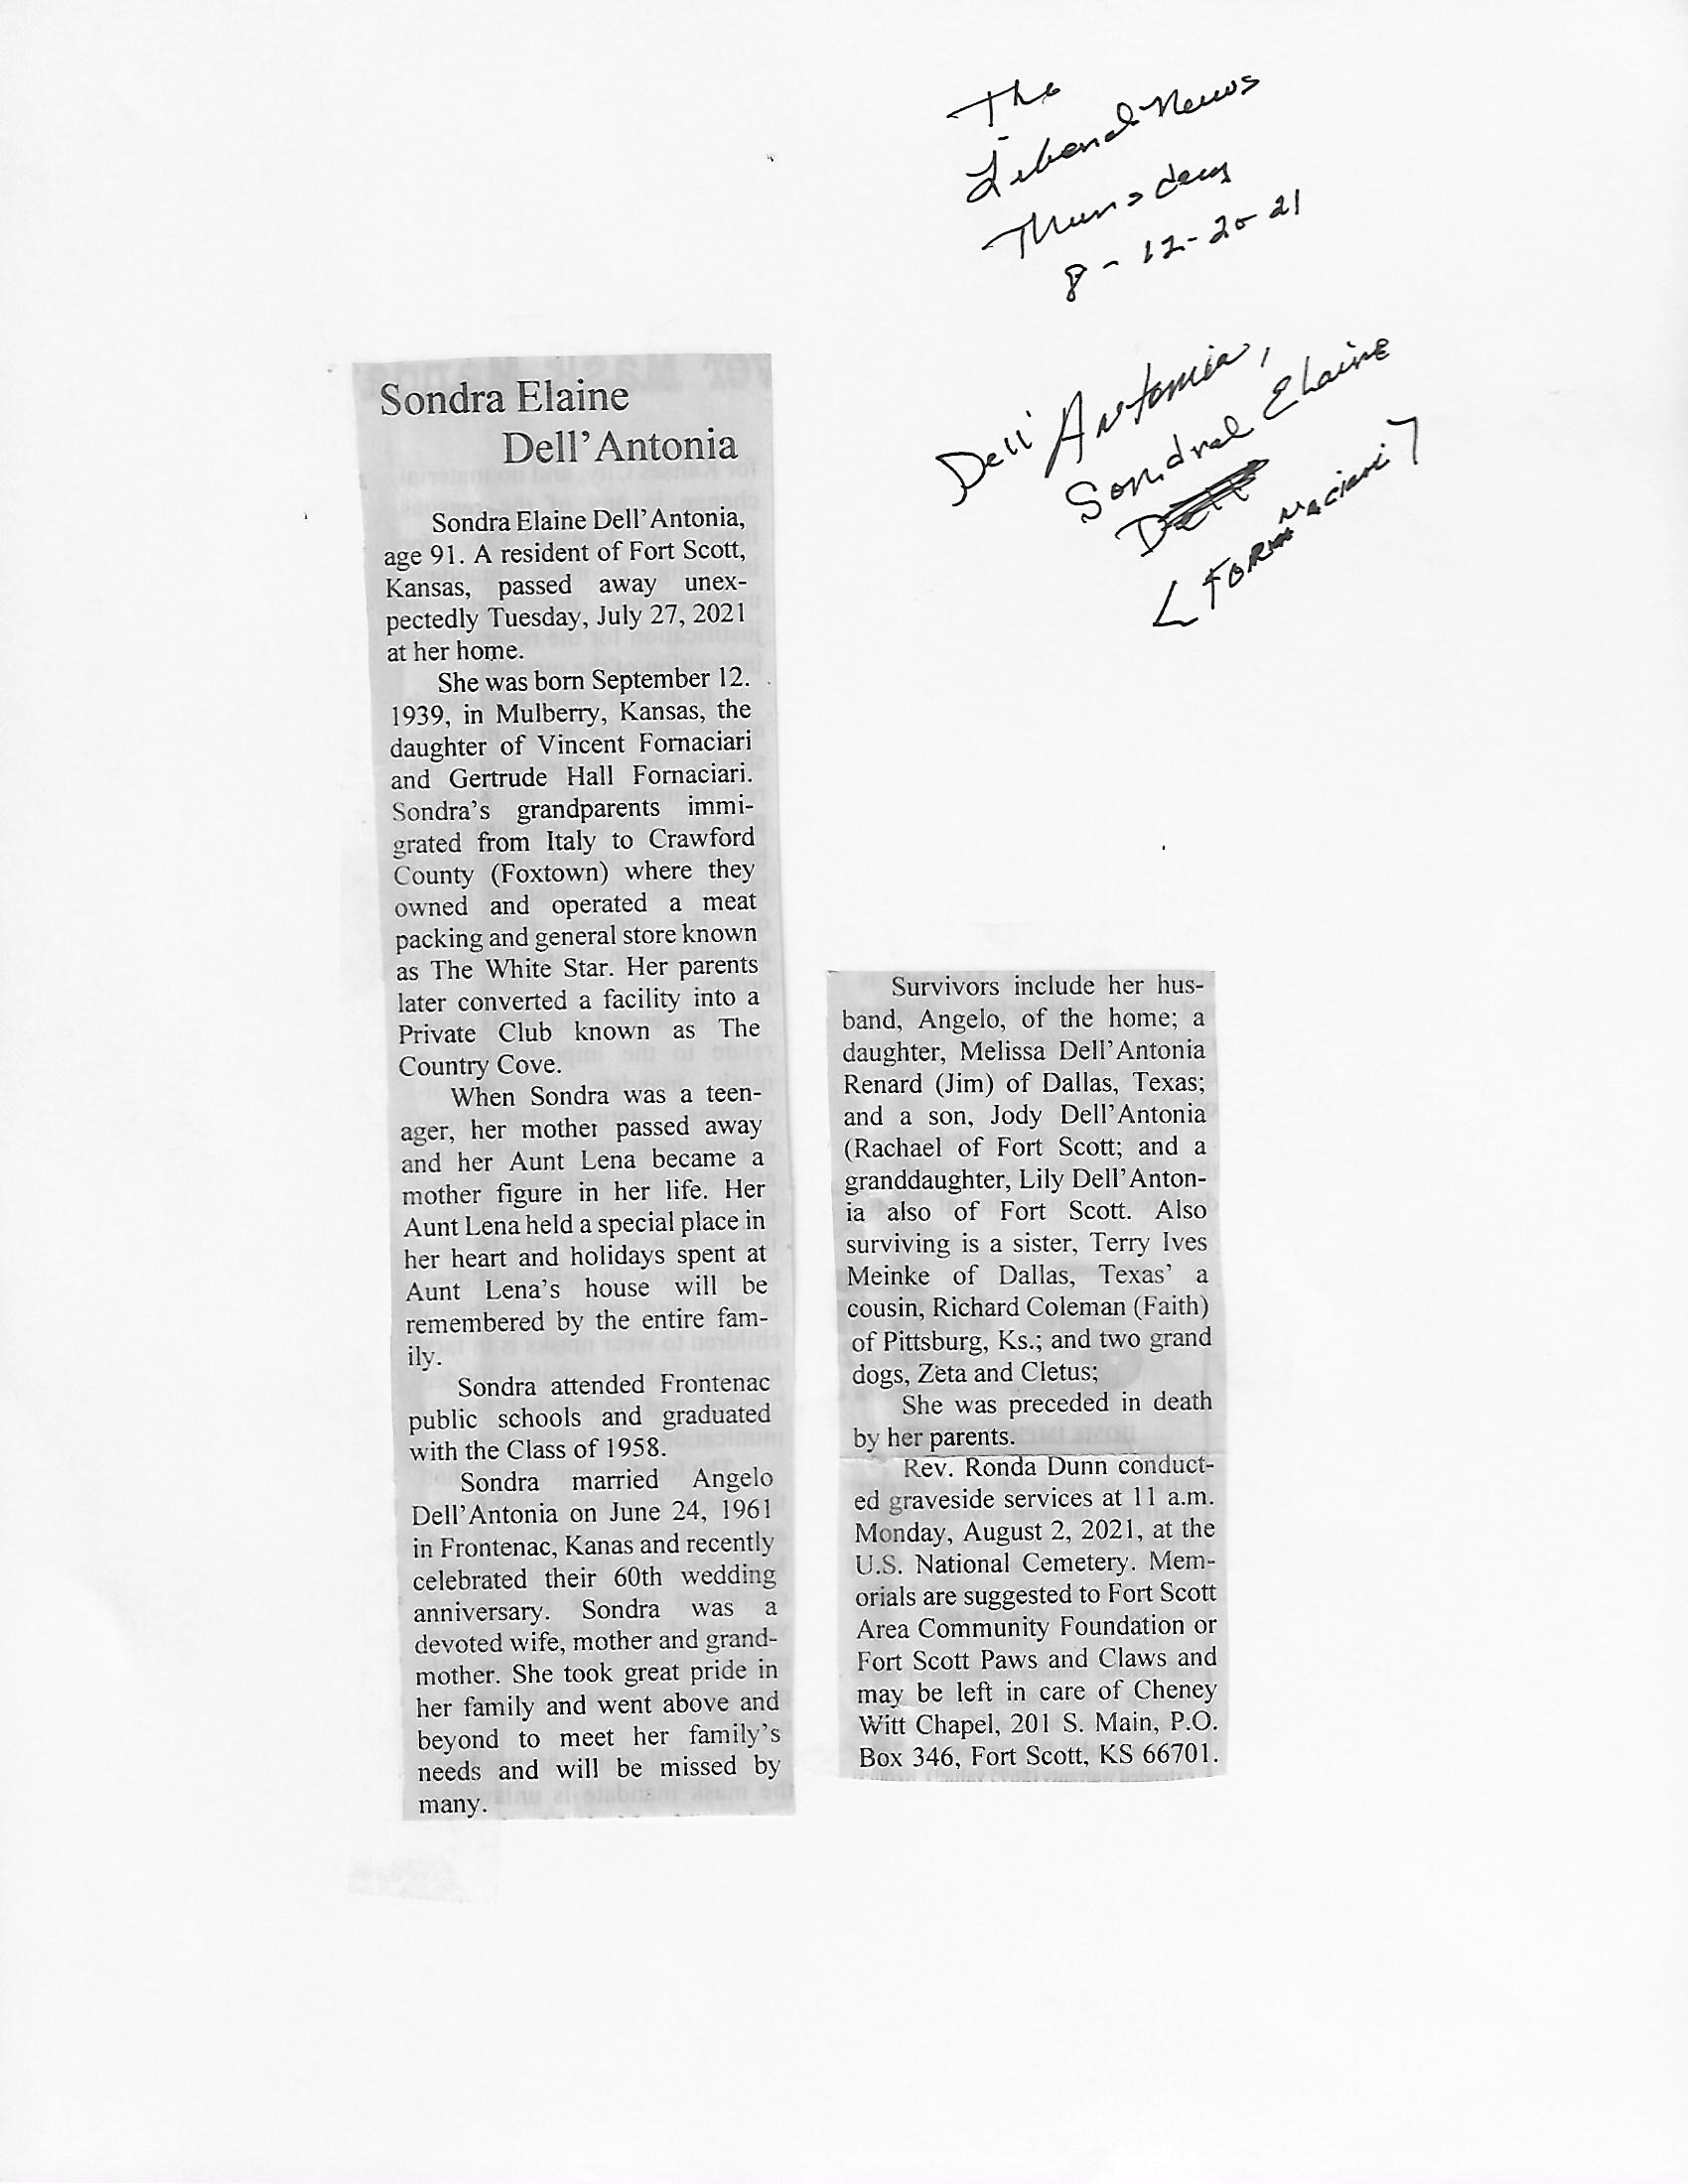 The
Liberal News
Thursday
8-12-2021
Dell'Antonia,
Sondra Elaine
Dell
<Fornaciari>
Sondra Elaine
Dell'Antonia
Sondra Elaine Dell'Antonia,
age 91. A resident of Fort Scott,
Kansas, passed away unex-
pectedly Tuesday, July 27, 2021
at her home.
She was born September 12.
1939, in Mulberry, Kansas, the
daughter of Vincent Fornaciari
and Gertrude Hall Fornaciari.
Sondra's grandparents immi-
grated from Italy to Crawford
County (Foxtown) where they
owned and operated a meat
packing and general store known
as The White Star. Her parents
later converted a facility into a
Private Club known as The
Country Cove.
When Sondra was a teen-
ager, her mother passed away
and her Aunt Lena became a
mother figure in her life. Her
Aunt Lena held a special place in
her heart and holidays spent at
Aunt Lena's house will be
remembered by the entire fam-
ily.
Sondra attended Frontenac
public schools and graduated
with the Class of 1958.
Sondra married Angelo
Dell'Antonia on June 24, 1961
in Frontenac, Kanas and recently
celebrated their 60th wedding
anniversary. Sondra was a
devoted wife, mother and grand-
mother. She took great pride in
her family and went above and
beyond to meet her family's
needs and will be missed by
many.
Survivors include her hus-
band, Angelo, of the home; a
daughter, Melissa Dell'Antonia
Renard (Jim) of Dallas, Texas;
and a son, Jody Dell'Antonia
(Rachael of Fort Scott; and a
granddaughter, Lily Dell'Anton-
ia also of Fort Scott. Also
surviving is a sister, Terry Ives
Meinke of Dallas, Texas' a
cousin, Richard Coleman (Faith)
of Pittsburg, Ks.; and two grand
dogs, Zeta and Cletus;
She was preceded in death
by her parents.
Rev. Ronda Dunn conduct-
ed graveside services at 11 a.m.
Monday, August 2, 2021, at the
U.S. National Cemetery. Mem-
orials are suggested to Fort Scott
Area Community Foundation or
Fort Scott Paws and Claws and
may be left in care of Cheney
Witt Chapel, 201 S. Main, P.O.
Box 346, Fort Scott, KS 66701.